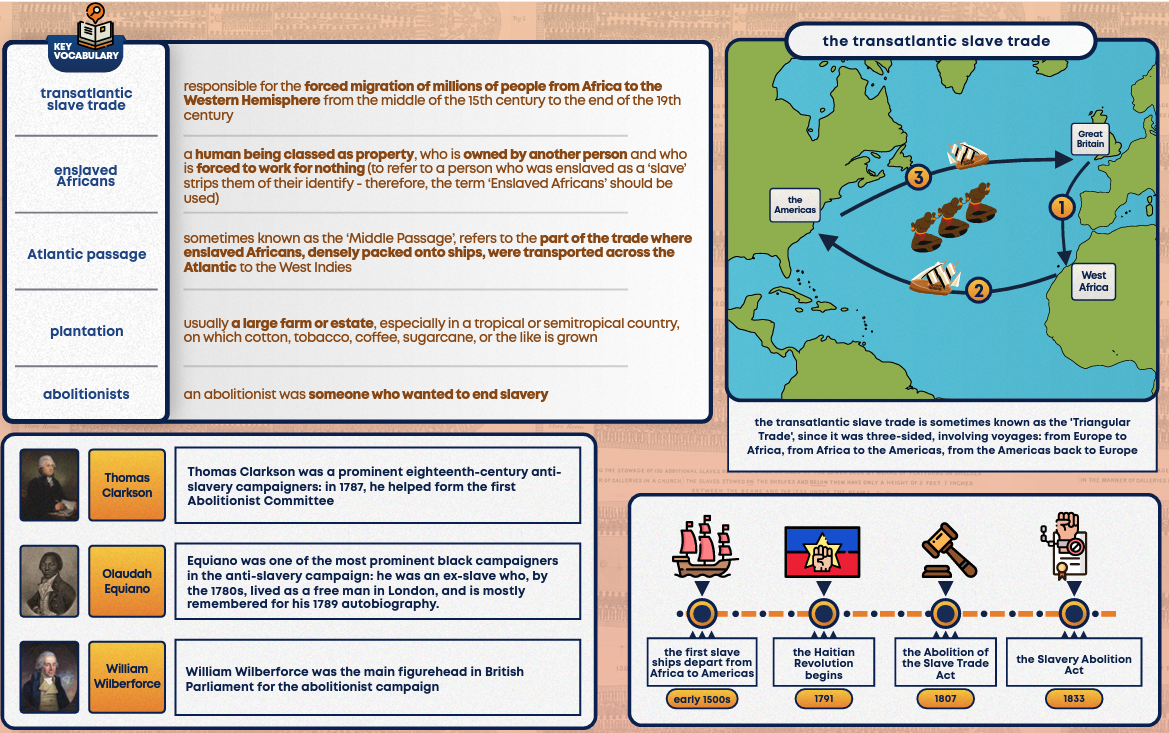 KEY
VOCABULARY
transatlantic
slave trade
responsible for the forced migration of millions of people from Africa to the
Western Hemisphere from the middle of the 15th century to the end of the 19th
century
enslaved
Africans
a human being classed as property, who is owned by another person and who
is forced to work for nothing (to refer to a person who was enslaved as a ‘slave’
strips them of their identify - therefore, the term ‘Enslaved Africans’ should be
used)
Atlantic passage
sometimes known as the ‘Middle Passage’, refers to the part of the trade where
enslaved Africans, densely packed onto ships, were transported across the
Atlantic to the West Indies
plantation
usually a large farm or estate, especially in a tropical or semitropical country,
on which cotton, tobacco, coffee, sugarcane, or the like is grown
abolitionists
an abolitionist was someone who wanted to end slavery
the transatlantic slave trade
Great
Britain
3
the
Americas
1
West
Africa
2
the transatlantic slave trade is sometimes known as the 'Triangular
Trade', since it was three-sided, involving voyages: from Europe to
Africa, from Africa to the Americas, from the Americas back to Europe
Thomas
Clarkson
Thomas Clarkson was a prominent eighteenth-century anti-
slavery campaigners: in 1787, he helped form the first
Abolitionist Committee
Olaudah
Equiano
Equiano was one of the most prominent black campaigners
in the anti-slavery campaign: he was an ex-slave who, by
the 1780s, lived as a free man in London, and is mostly
remembered for his 1789 autobiography.
William
Wilberforce
William Wilberforce was the main figurehead in British
Parliament for the abolitionist campaign
the first slave
ships depart from
Africa to Americas
early 1500s
the Haitian
Revolution
begins
1791
the Abolition of
the Slave Trade
Act
1807
the Slavery Abolition
Act
1833